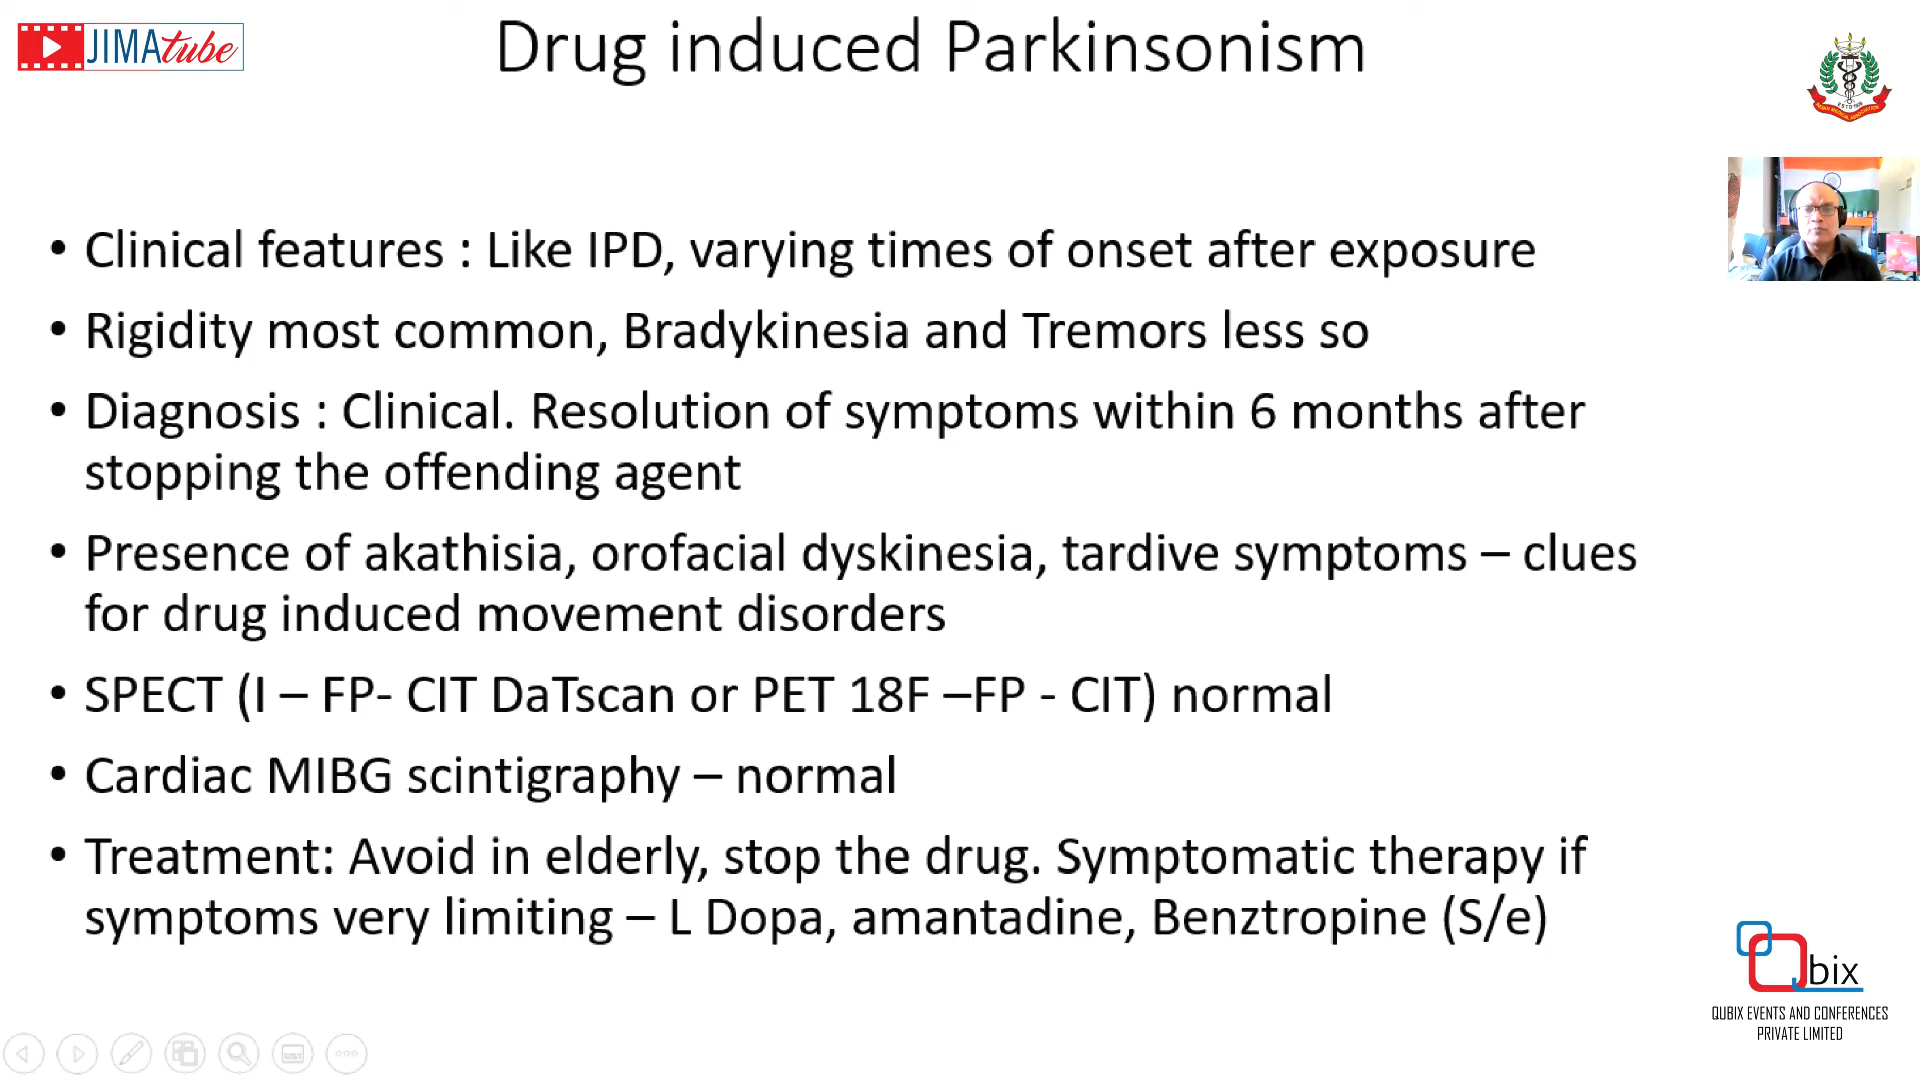 JIMAtube
Drug induced Parkinsonism
• Clinical features : Like IPD, varying times of onset after exposure
• Rigidity most common, Bradykinesia and Tremors less so
• Diagnosis : Clinical. Resolution of symptoms within 6 months after
stopping the offending agent
• Presence of akathisia, orofacial dyskinesia, tardive symptoms – clues
for drug induced movement disorders
• SPECT (I – FP- CIT DaTscan or PET 18F –FP - CIT) normal
• Cardiac MIBG scintigraphy – normal
• Treatment: Avoid in elderly, stop the drug. Symptomatic therapy if
symptoms very limiting – L Dopa, amantadine, Benztropine (S/e)
INDIAN MEDICAL ASSOCIATION
Qbix
QUBIX EVENTS AND CONFERENCES
PRIVATE LIMITED